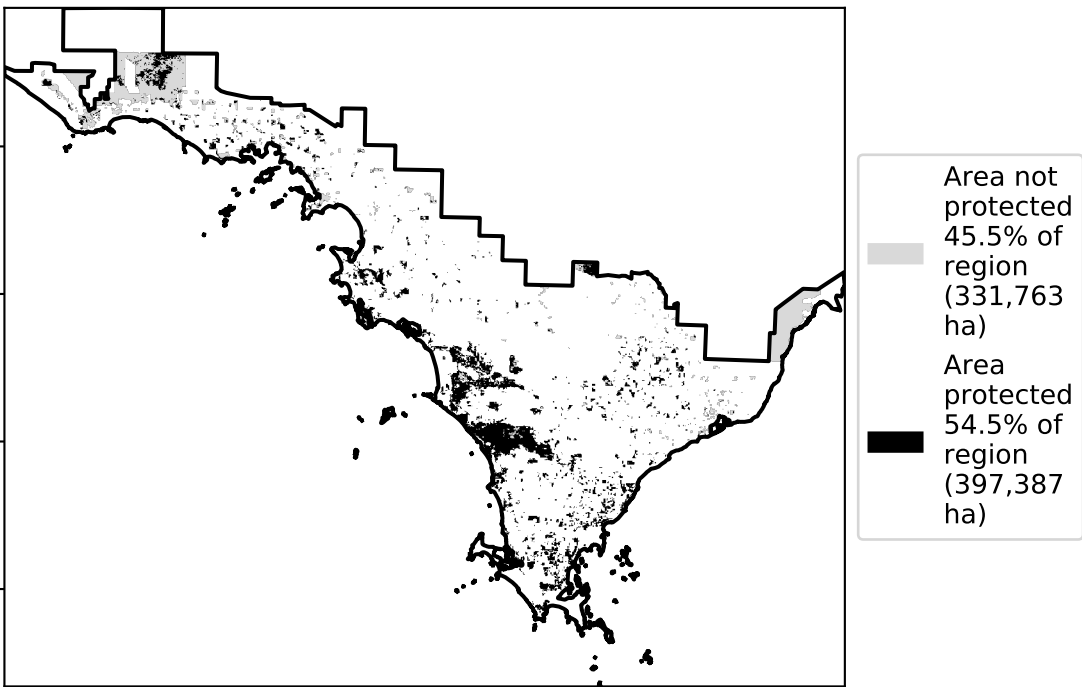 Area not
protected
45.5% of
region
(331,763
ha)
Area
protected
54.5% of
region
(397,387
ha)